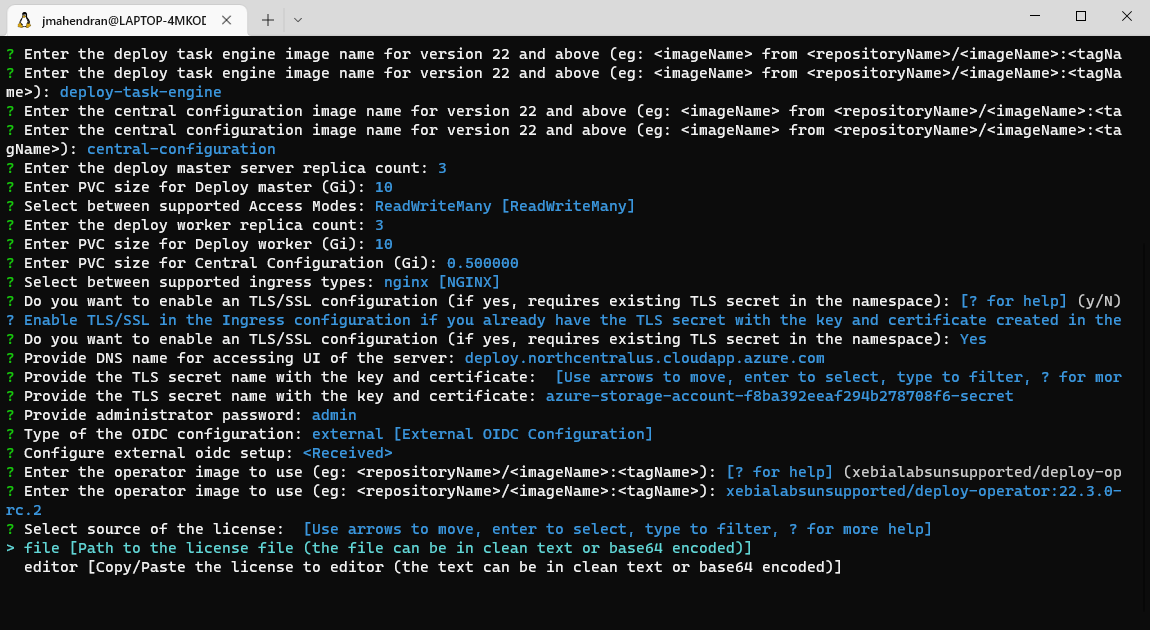 jmahendran@LAPTOP-4MKO
? Enter the deploy task engine image name for version 22 and above (eg: <imageName> from <repositoryName>/<imageName>:<tagNa
? Enter the deploy task engine image name for version 22 and above (eg: <imageName> from <repositoryName>/<imageName>:<tagNa
me>): deploy-task-engine
? Enter the central configuration image name for version 22 and above (eg: <imageName> from <repositoryName>/<imageName>:<ta
? Enter the central configuration image name for version 22 and above (eg: <imageName> from <repositoryName>/<imageName>:<ta
gName>): central-configuration
? Enter the deploy master server replica count: 3
? Enter PVC size for Deploy master (Gi): 10
? Select between supported Access Modes: ReadWriteMany [ReadWriteMany]
? Enter the deploy worker replica count: 3
? Enter PVC size for Deploy worker (Gi): 10
? Enter PVC size for Central Configuration (Gi): 0.500000
? Select between supported ingress types: nginx [NGINX]
? Do you want to enable an TLS/SSL configuration (if yes, requires existing TLS secret in the namespace): [? for help] (y/N)
? Enable TLS/SSL in the Ingress configuration if you already have the TLS secret with the key and certificate created in the
? Do you want to enable an TLS/SSL configuration (if yes, requires existing TLS secret in the namespace): Yes
? Provide DNS name for accessing UI of the server: deploy.northcentralus.cloudapp.azure.com
? Provide the TLS secret name with the key and certificate:  [Use arrows to move, enter to select, type to filter, ? for mor
? Provide the TLS secret name with the key and certificate: azure-storage-account-f8ba392eeaf294b278708f6-secret
? Provide administrator password: admin
? Type of the OIDC configuration: external [External OIDC Configuration]
? Configure external oidc setup: <Received>
? Enter the operator image to use (eg: <repositoryName>/<imageName>:<tagName>): [? for help] (xebialabsunsupported/deploy-op
? Enter the operator image to use (eg: <repositoryName>/<imageName>:<tagName>): xebialabsunsupported/deploy-operator:22.3.0-
rc.2
? Select source of the license:  [Use arrows to move, enter to select, type to filter, ? for more help]
> file [Path to the license file (the file can be in clean text or base64 encoded)]
  editor [Copy/Paste the license to editor (the text can be in clean text or base64 encoded)]